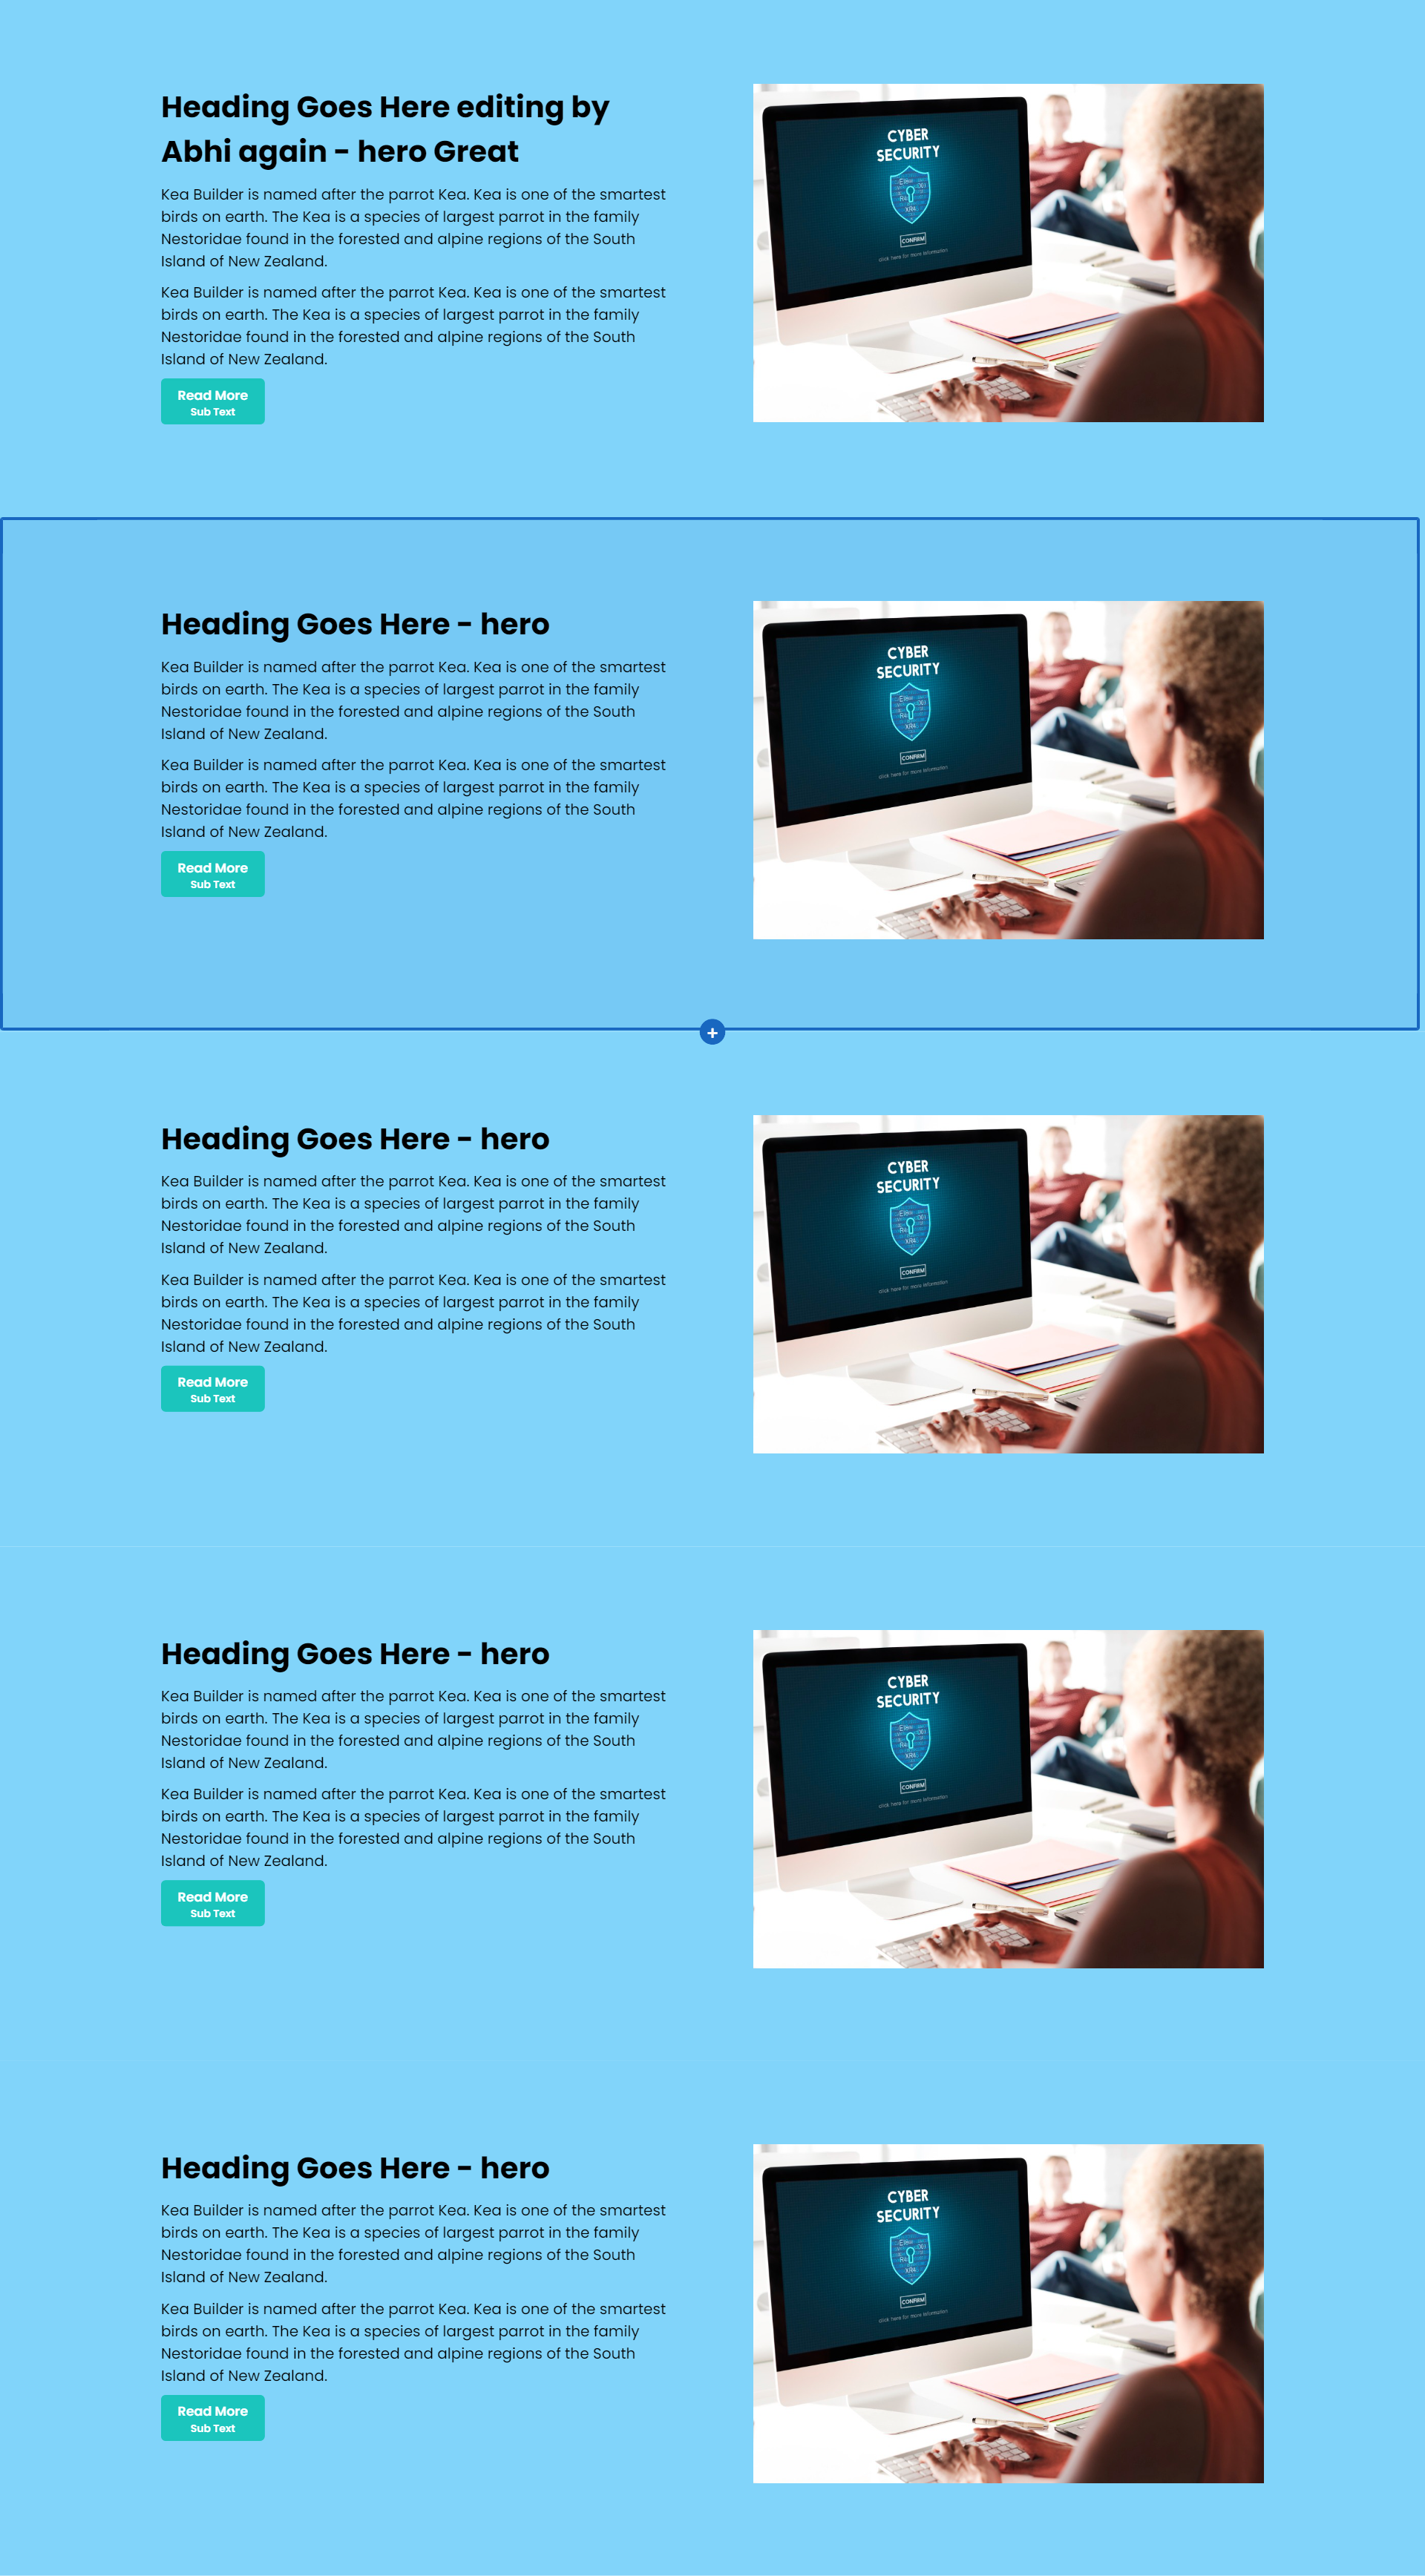 Heading Goes Here editing by
Abhi again - hero Great
Kea Builder is named after the parrot Kea. Kea is one of the smartest
birds on earth. The Kea is a species of largest parrot in the family
Nestoridae found in the forested and alpine regions of the South
Island of New Zealand.
Kea Builder is named after the parrot Kea. Kea is one of the smartest
birds on earth. The Kea is a species of largest parrot in the family
Nestoridae found in the forested and alpine regions of the South
Island of New Zealand.
Read More
Sub Text
CYBER
SECURITY
CONFIRM
click here for more information
Heading Goes Here - hero
Kea Builder is named after the parrot Kea. Kea is one of the smartest
birds on earth. The Kea is a species of largest parrot in the family
Nestoridae found in the forested and alpine regions of the South
Island of New Zealand.
Kea Builder is named after the parrot Kea. Kea is one of the smartest
birds on earth. The Kea is a species of largest parrot in the family
Nestoridae found in the forested and alpine regions of the South
Island of New Zealand.
Read More
Sub Text
CYBER
SECURITY
CONFIRM
click here for more information
+
Heading Goes Here - hero
Kea Builder is named after the parrot Kea. Kea is one of the smartest
birds on earth. The Kea is a species of largest parrot in the family
Nestoridae found in the forested and alpine regions of the South
Island of New Zealand.
Kea Builder is named after the parrot Kea. Kea is one of the smartest
birds on earth. The Kea is a species of largest parrot in the family
Nestoridae found in the forested and alpine regions of the South
Island of New Zealand.
Read More
Sub Text
CYBER
SECURITY
CONFIRM
click here for more information
Heading Goes Here - hero
Kea Builder is named after the parrot Kea. Kea is one of the smartest
birds on earth. The Kea is a species of largest parrot in the family
Nestoridae found in the forested and alpine regions of the South
Island of New Zealand.
Kea Builder is named after the parrot Kea. Kea is one of the smartest
birds on earth. The Kea is a species of largest parrot in the family
Nestoridae found in the forested and alpine regions of the South
Island of New Zealand.
Read More
Sub Text
CYBER
SECURITY
CONFIRM
click here for more information
Heading Goes Here - hero
Kea Builder is named after the parrot Kea. Kea is one of the smartest
birds on earth. The Kea is a species of largest parrot in the family
Nestoridae found in the forested and alpine regions of the South
Island of New Zealand.
Kea Builder is named after the parrot Kea. Kea is one of the smartest
birds on earth. The Kea is a species of largest parrot in the family
Nestoridae found in the forested and alpine regions of the South
Island of New Zealand.
Read More
Sub Text
CYBER
SECURITY
CONFIRM
click here for more information